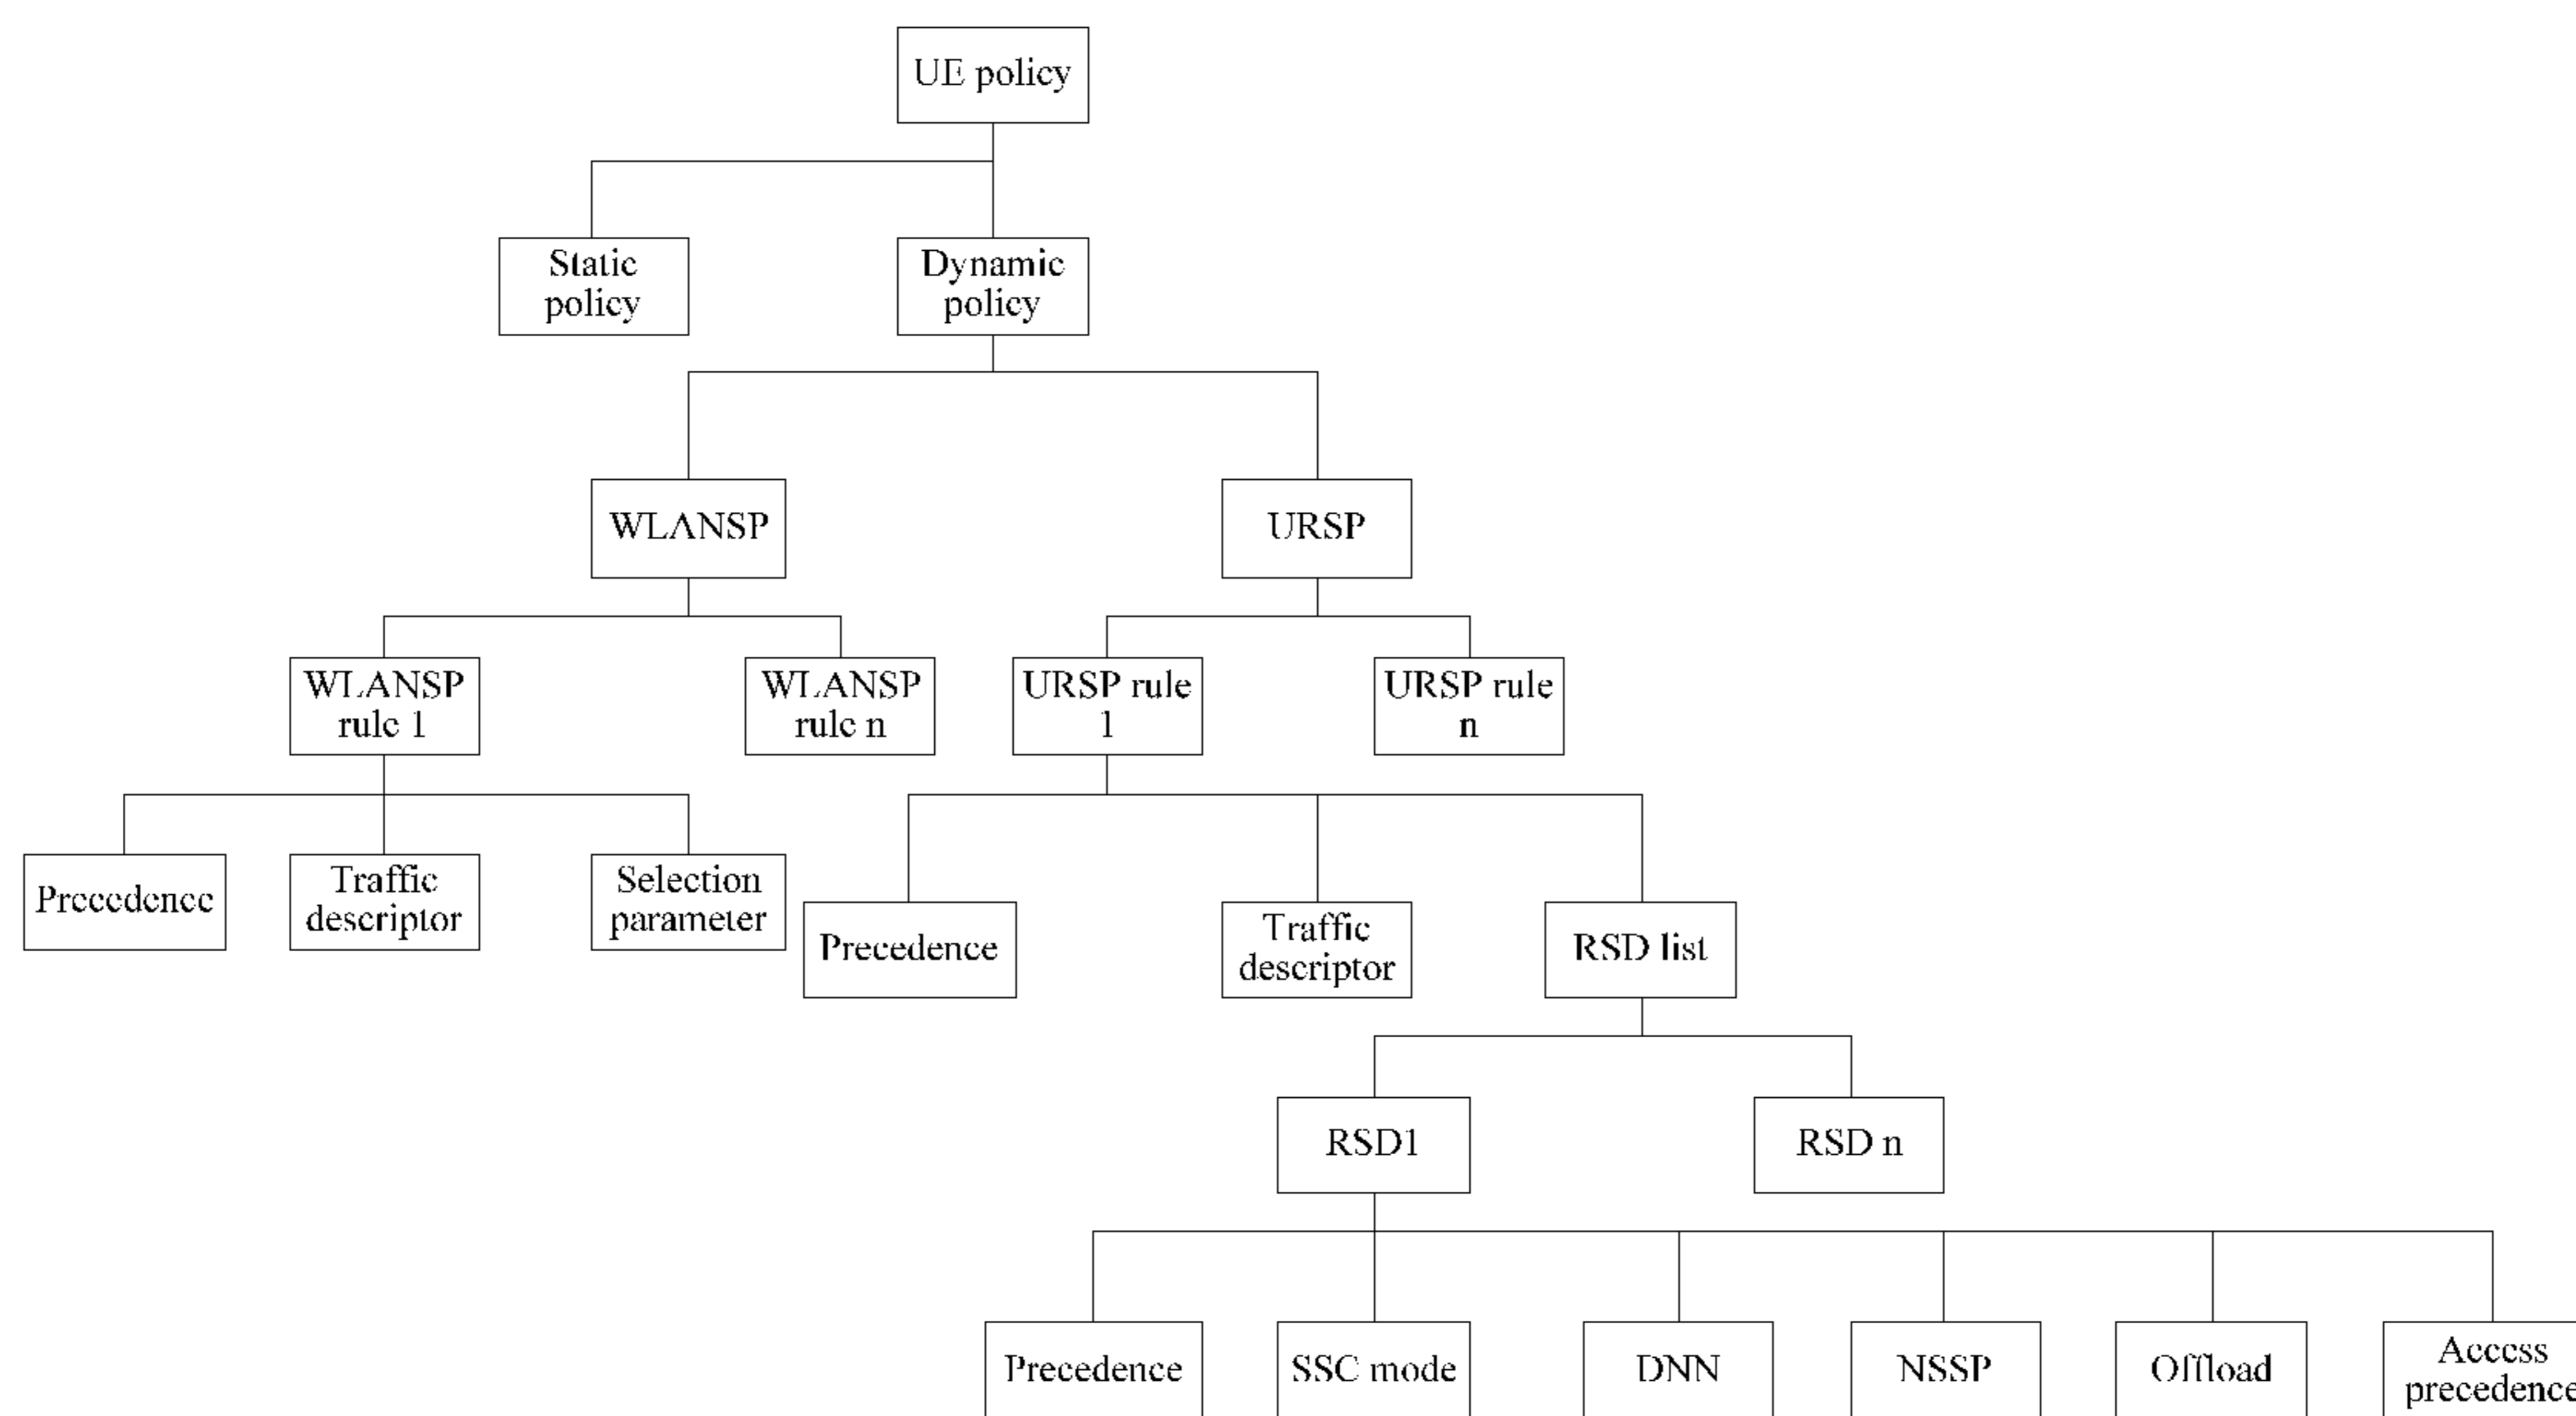 UE policy
Static
policy
Dynamic
policy
WLANSP
URSP
WLANSP
rule 1
WLANSP
rule n
URSP rule
1
URSP rule
n
Precedence
Traffic
descriptor
Selection
parameter
Precedence
Traffic
descriptor
RSD list
RSD1
RSD n
Precedence
SSC mode
DNN
NSSP
Offload
Access
precedence